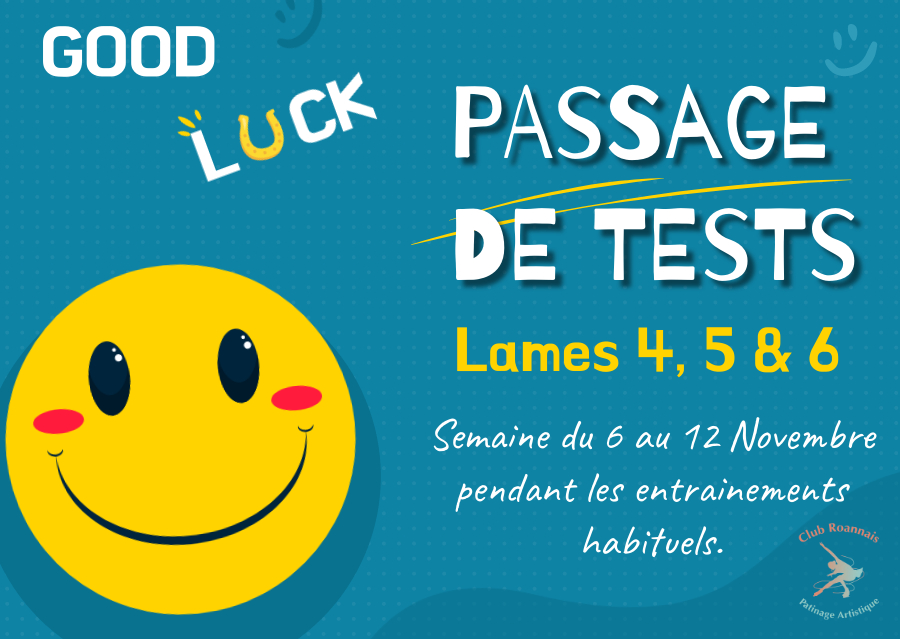 GOOD
LUCK
PASSAGE
DE TESTS
Lames 4, 5 & 6
Semaine du 6 au 12 Novembre
pendant les entrainements
habituels.
Club Roannais
Patinage Artistique